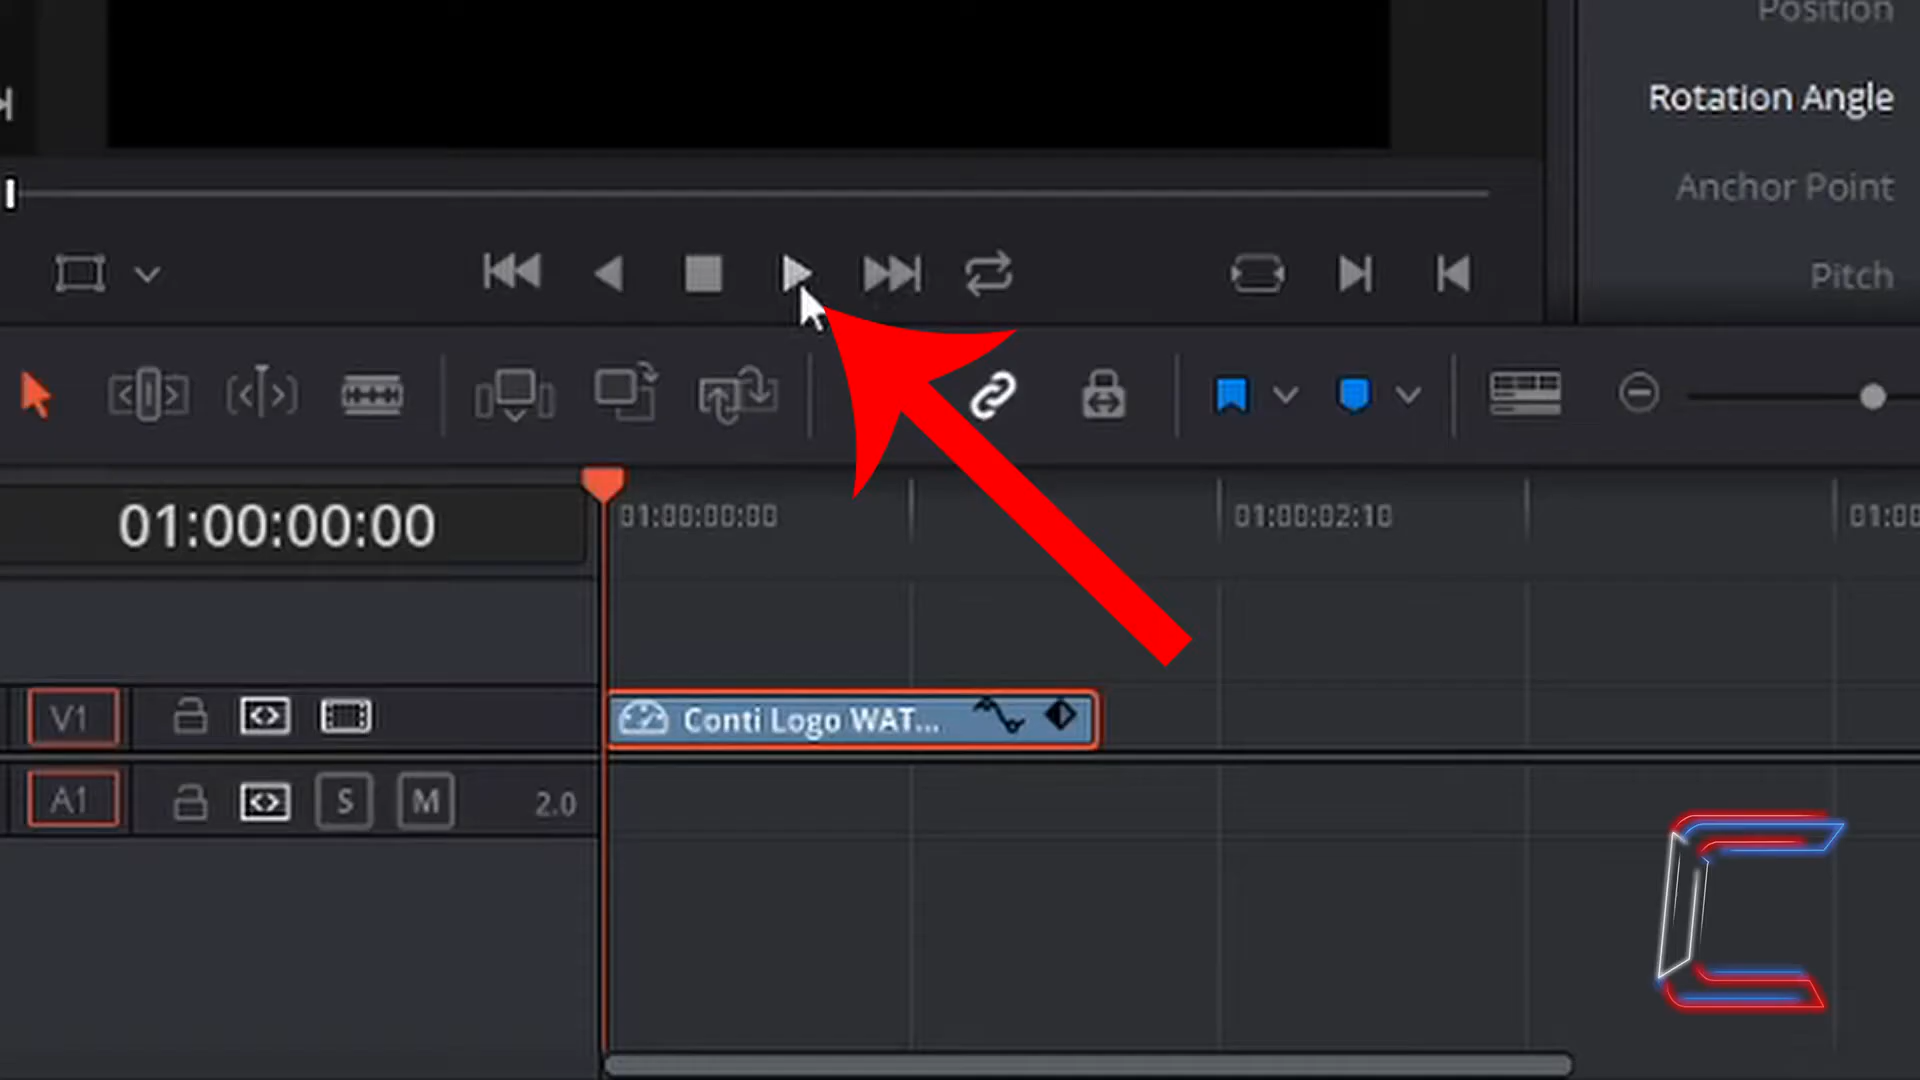 Position
Rotation Angle
Anchor Point
Pitch
01:00:00:00
01:00:00:00
01:00:02:10
01:00
V1
Conti Logo WAT...
A1
S
M
2.0
C